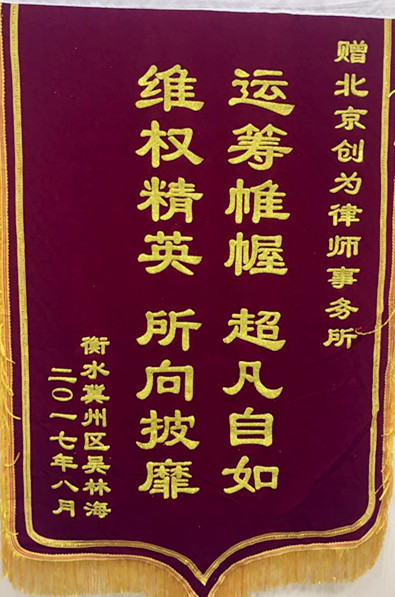 赠北京创为律师事务所
运筹帷幄 超凡自如
维权精英 所向披靡
衡水冀州区吴林海
二〇一七年八月